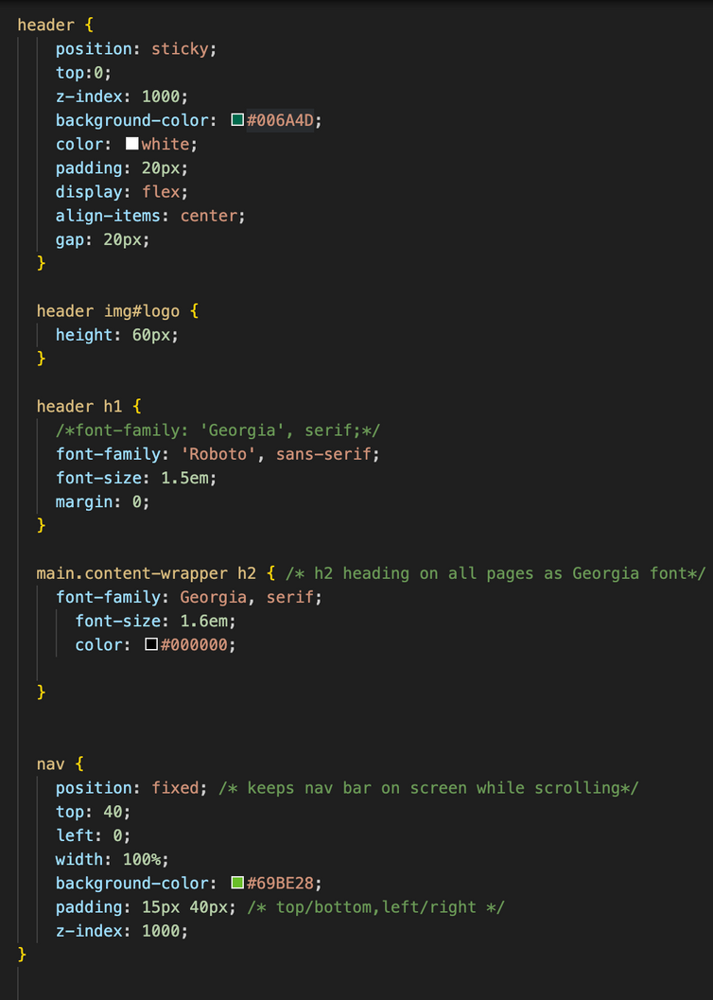 header {
position: sticky;
top:0;
z-index: 1000;
background-color: #006A4D;
color: white;
padding: 20px;
display: flex;
align-items: center;
gap: 20px;
}
header img#logo {
height: 60px;
}
header h1 {
/*font-family: 'Georgia', serif;*/
font-family: 'Roboto', sans-serif;
font-size: 1.5em;
margin: 0;
}
main.content-wrapper h2 { /* h2 heading on all pages as Georgia font*/
font-family: Georgia, serif;
font-size: 1.6em;
color: #000000;
}
nav {
position: fixed; /* keeps nav bar on screen while scrolling*/
top: 40;
left: 0;
width: 100%;
background-color: #69BE28;
padding: 15px 40px; /* top/bottom,left/right */
z-index: 1000;
}